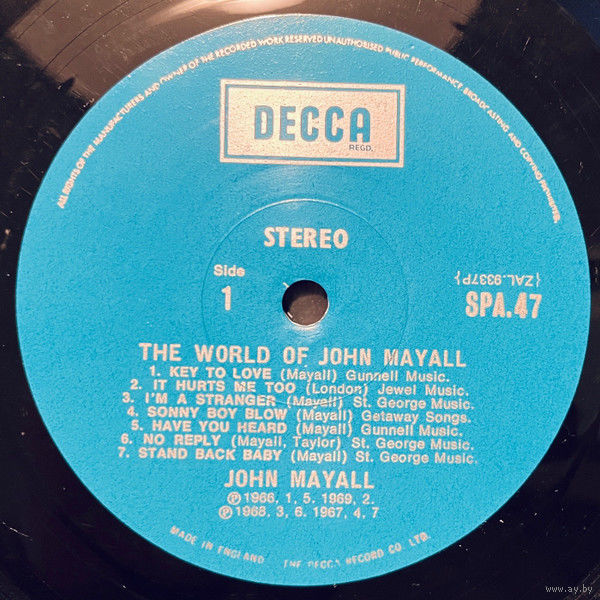 ALL RIGHTS OF THE MANUFACTURERS AND OWNER OF THE RECORDED WORK RESERVED UNAUTHORISED PUBLIC PERFORMANCE BROADCASTING AND COPYING PROHIBITED.
DECCA
REGD.
STEREO
Side
1
{ZAL.9337P}
SPA.47
THE WORLD OF JOHN MAYALL
1. KEY TO LOVE (Mayall) Gunnell Music.
2. IT HURTS ME TOO (London) Jewel Music.
3. I'M A STRANGER (Mayall) St. George Music.
4. SONNY BOY BLOW (Mayall) Getaway Songs.
5. HAVE YOU HEARD (Mayall) Gunnell Music.
6. NO REPLY (Mayall, Taylor) St. George Music.
7. STAND BACK BABY (Mayall) St. George Music.
JOHN MAYALL
Ⓟ 1966, 1, 5. 1969, 2.
Ⓟ 1968, 3, 6. 1967, 4, 7
MADE IN ENGLAND THE DECCA RECORD CO LTD.
www.ay.by